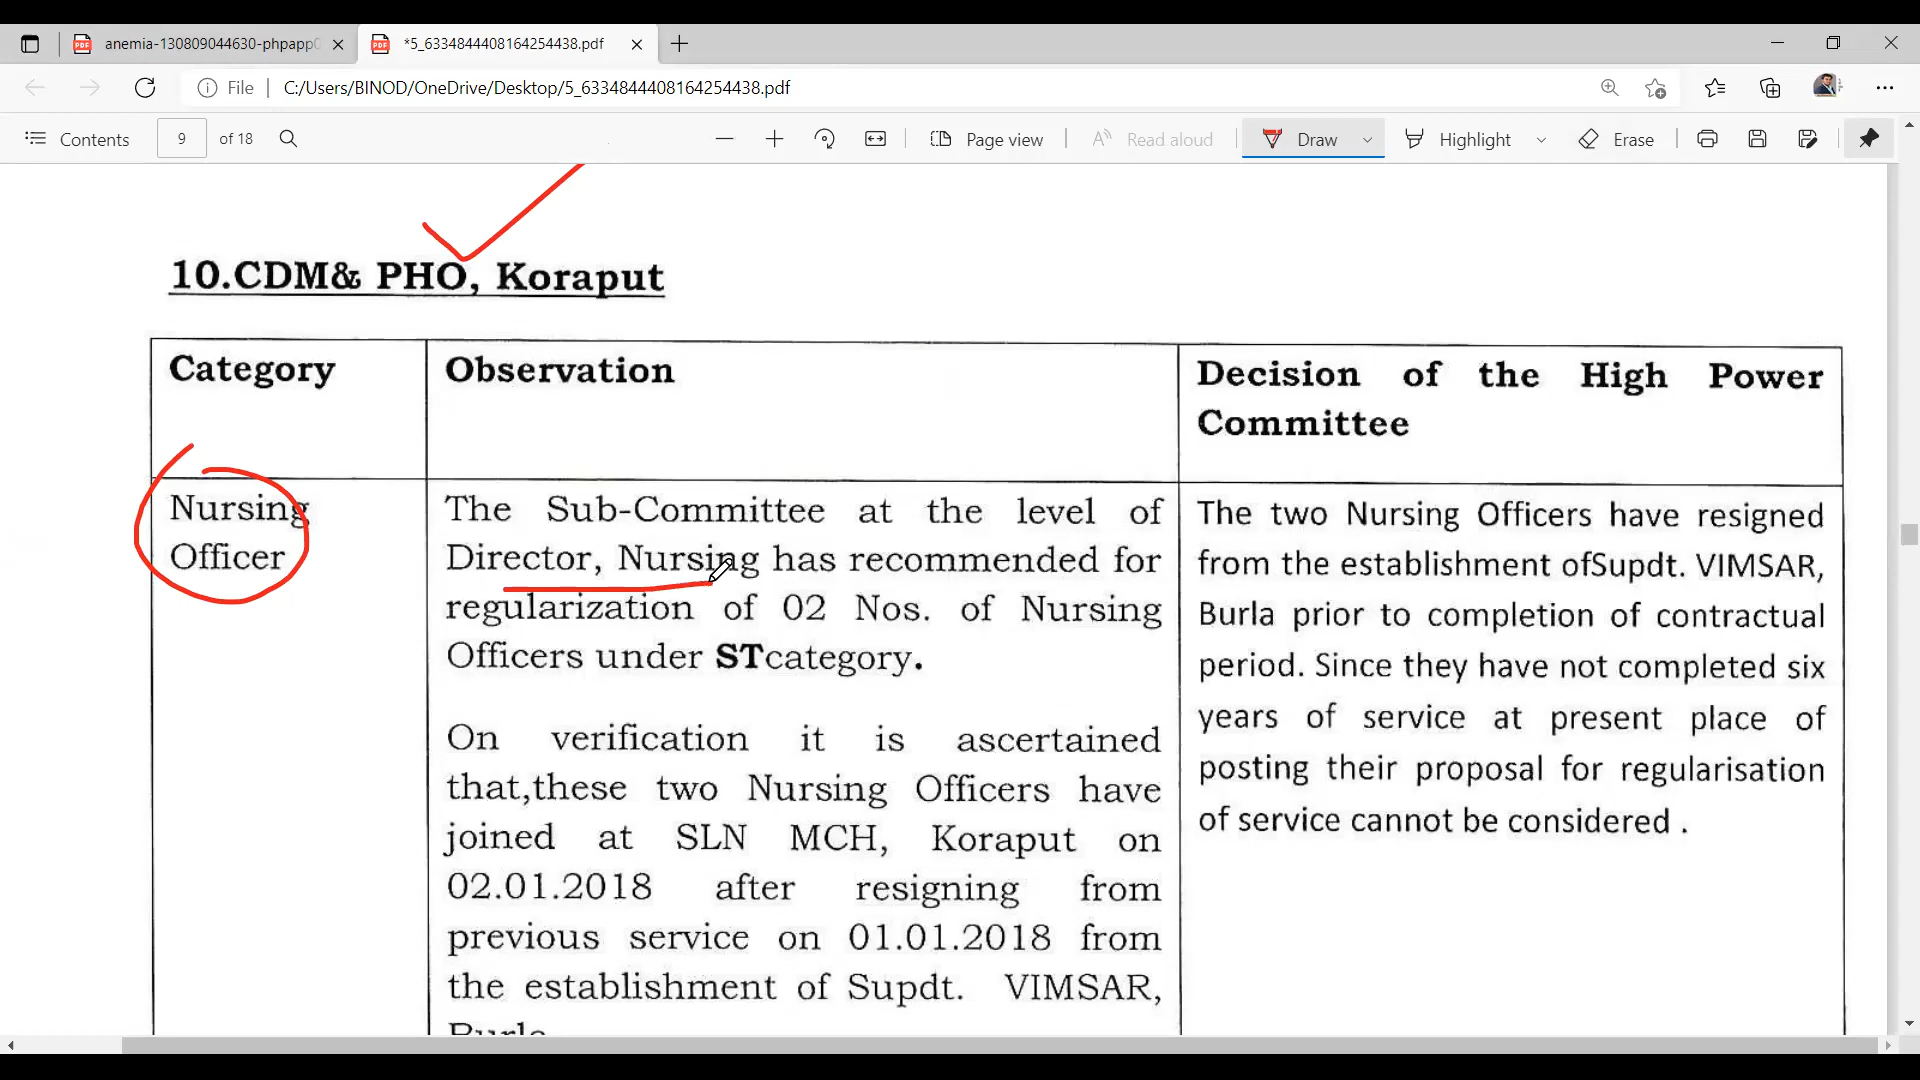 anemia-130809044630-phpapp0
*5_6334844408164254438.pdf
File
C:/Users/BINOD/OneDrive/Desktop/5_6334844408164254438.pdf
Contents
9
of 18
Page view
Read aloud
Draw
Highlight
Erase
10.CDM& PHO, Koraput
Category
Observation
Decision of the High Power
Committee
Nursing
Officer
The Sub-Committee at the level of
Director, Nursing has recommended for
regularization of 02 Nos. of Nursing
Officers under STcategory.
On verification it is ascertained
that,these two Nursing Officers have
joined at SLN MCH, Koraput on
02.01.2018 after resigning from
previous service on 01.01.2018 from
the establishment of Supdt. VIMSAR,
Burla
The two Nursing Officers have resigned
from the establishment ofSupdt. VIMSAR,
Burla prior to completion of contractual
period. Since they have not completed six
years of service at present place of
posting their proposal for regularisation
of service cannot be considered .